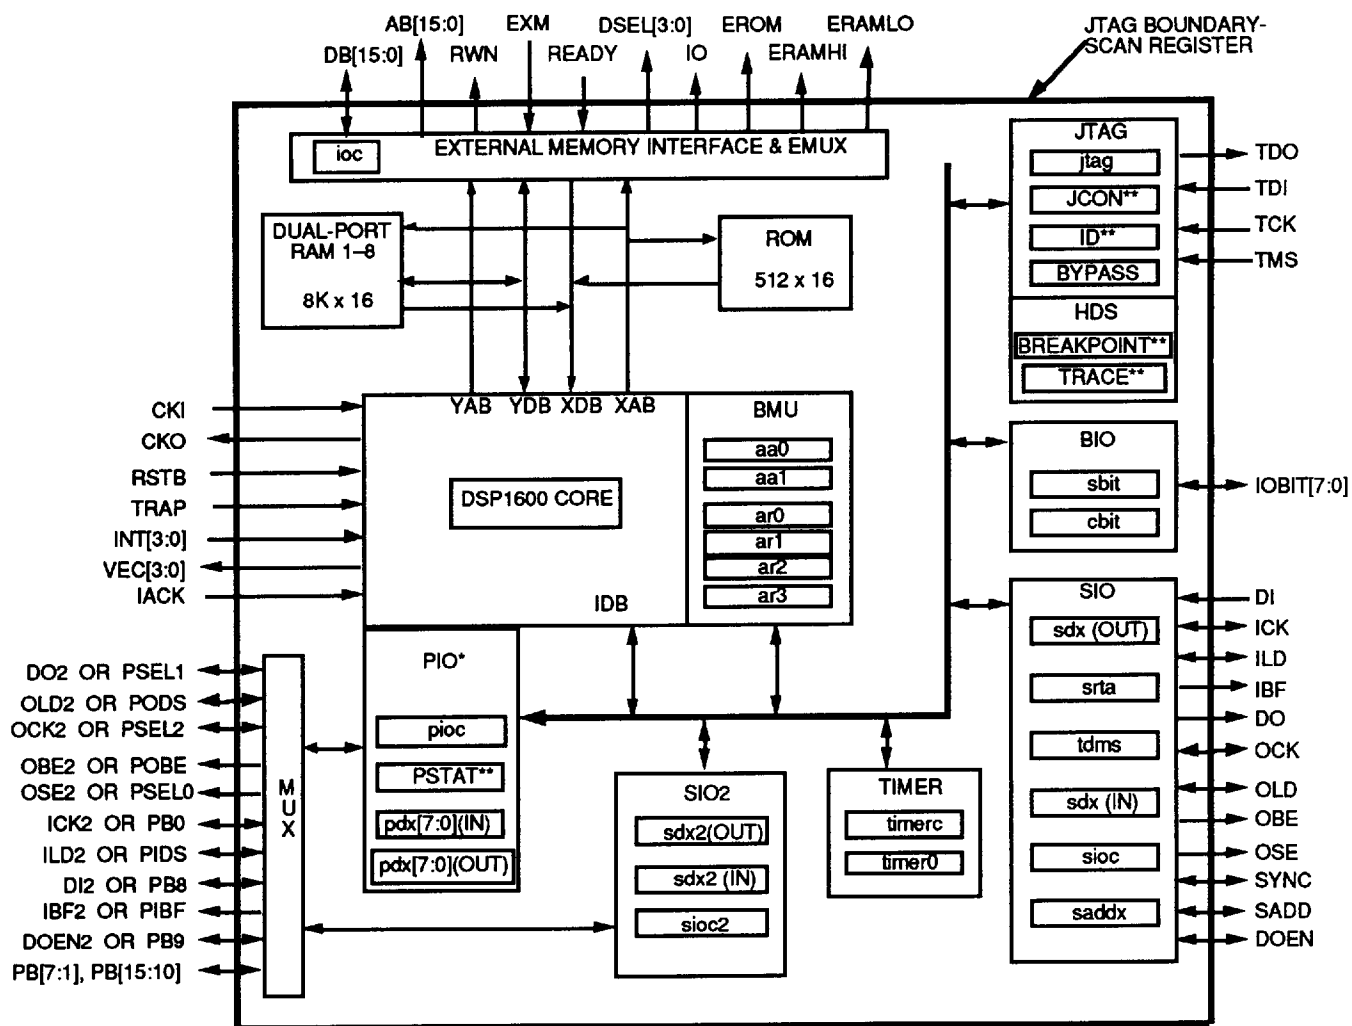 AB[15:0]
EXM
DSEL[3:0]
EROM
ERAMLO
JTAG BOUNDARY-
SCAN REGISTER
DB[15:0]
RWN
READY
IO
ERAMHI
ioc
EXTERNAL MEMORY INTERFACE & EMUX
DUAL-PORT
RAM 1–8
8K x 16
ROM
512 x 16
JTAG
jtag
JCON**
ID**
BYPASS
HDS
BREAKPOINT**
TRACE**
TDO
TDI
TCK
TMS
CKI
CKO
RSTB
TRAP
INT[3:0]
VEC[3:0]
IACK
YAB
YDB
XDB
XAB
DSP1600 CORE
IDB
BMU
aa0
aa1
ar0
ar1
ar2
ar3
BIO
sbit
cbit
IOBIT[7:0]
SIO
sdx (OUT)
srta
tdms
sdx (IN)
sioc
saddx
DI
ICK
ILD
IBF
DO
OCK
OLD
OBE
OSE
SYNC
SADD
DOEN
DO2 OR PSEL1
OLD2 OR PODS
OCK2 OR PSEL2
OBE2 OR POBE
OSE2 OR PSEL0
ICK2 OR PB0
ILD2 OR PIDS
DI2 OR PB8
IBF2 OR PIBF
DOEN2 OR PB9
PB[7:1], PB[15:10]
M
U
X
PIO*
pioc
PSTAT**
pdx[7:0](IN)
pdx[7:0](OUT)
SIO2
sdx2(OUT)
sdx2 (IN)
sioc2
TIMER
timerc
timer0